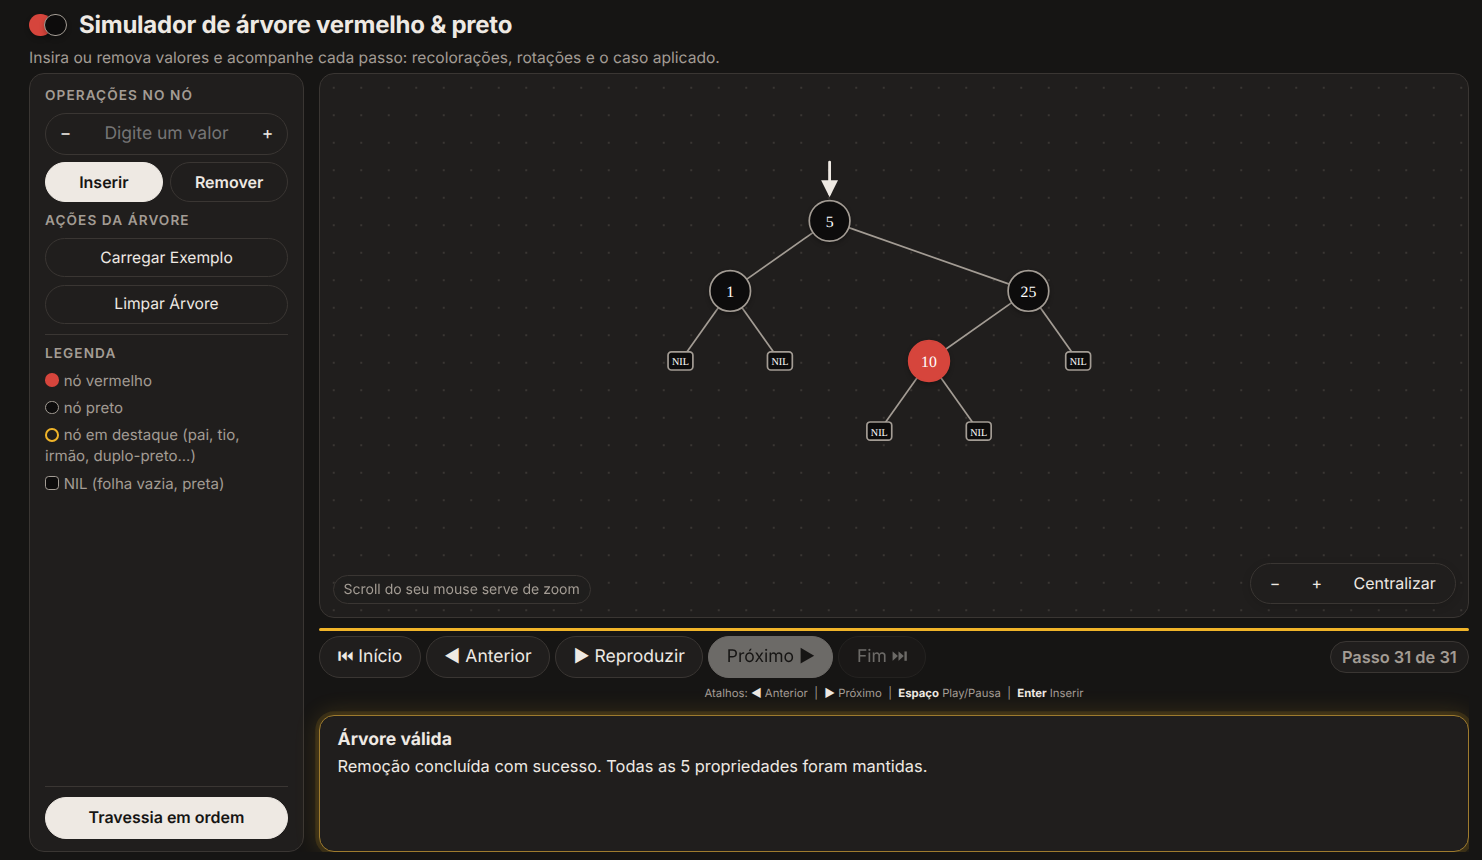 Simulador de árvore vermelho & preto
Insira ou remova valores e acompanhe cada passo: recolorações, rotações e o caso aplicado.
OPERAÇÕES NO NÓ
− Digite um valor +
Inserir Remover
AÇÕES DA ÁRVORE
Carregar Exemplo
Limpar Árvore
LEGENDA
nó vermelho
nó preto
nó em destaque (pai, tio,
irmão, duplo-preto...)
NIL (folha vazia, preta)
Travessia em ordem
5
1 25
NIL NIL 10 NIL
NIL NIL
Scroll do seu mouse serve de zoom
− + Centralizar
⏮ Início ◀ Anterior ▶ Reproduzir Próximo ▶ Fim ⏭ Passo 31 de 31
Atalhos: ◀ Anterior | ▶ Próximo | Espaço Play/Pausa | Enter Inserir
Árvore válida
Remoção concluída com sucesso. Todas as 5 propriedades foram mantidas.